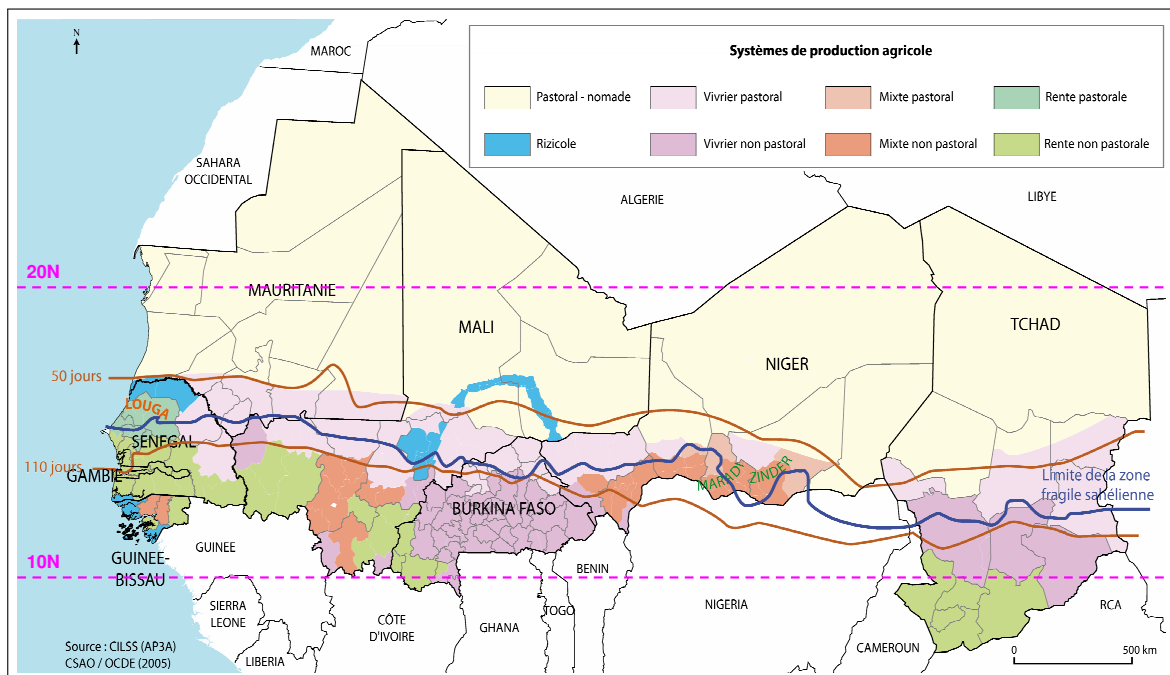 N
MAROC
Systèmes de production agricole
Pastoral - nomade
Vivrier pastoral
Mixte pastoral
Rente pastorale
Rizicole
Vivrier non pastoral
Mixte non pastoral
Rente non pastorale
SAHARA
OCCIDENTAL
ALGERIE
LIBYE
20N
MAURITANIE
MALI
NIGER
TCHAD
50 jours
LOUGA
SENEGAL
110 jours
GAMBIE
MARADI
ZINDER
Limite de la zone
fragile sahélienne
BURKINA FASO
GUINEE-
BISSAU
GUINEE
10N
BENIN
SIERRA
LEONE
CÔTE
D'IVOIRE
GHANA
TOGO
NIGERIA
RCA
CAMEROUN
LIBERIA
Source : CILSS (AP3A)
CSAO / OCDE (2005)
0
500 km